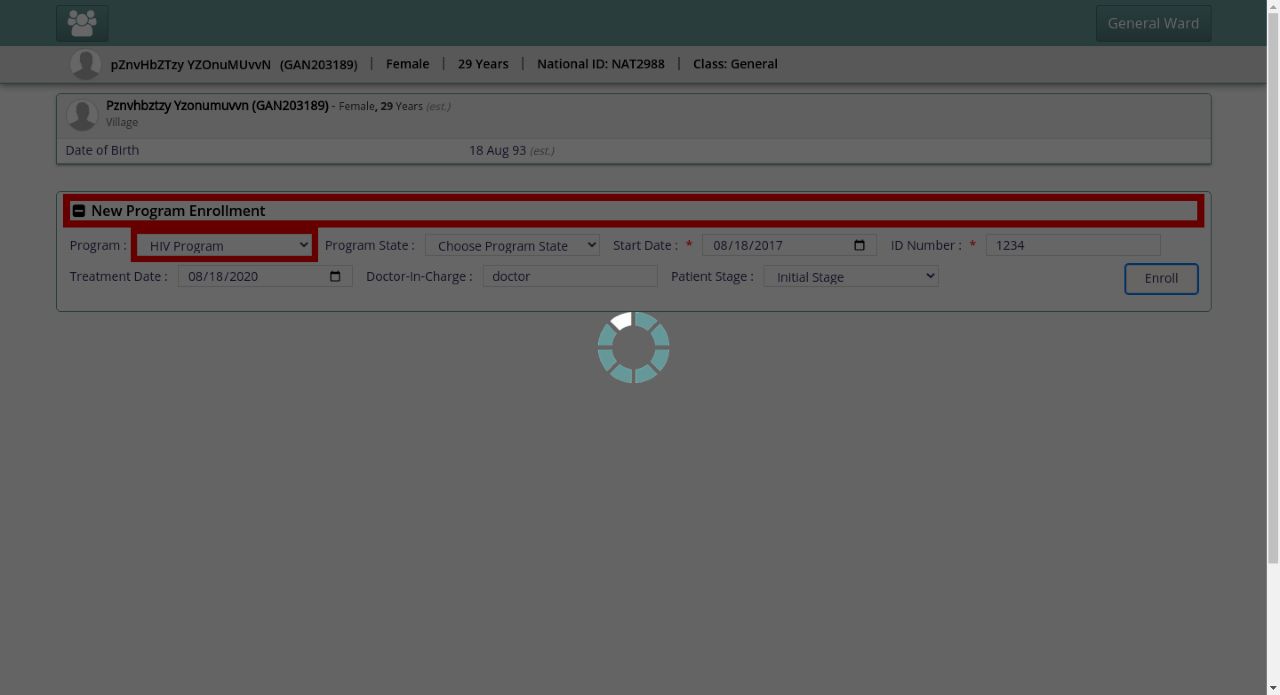 General Ward
pZnvHbZTzy YZOnuMUvvN (GAN203189) | Female | 29 Years | National ID: NAT2988 | Class: General
Pznvhbztzy Yzonumuvvn (GAN203189) - Female, 29 Years (est.)
Village
Date of Birth 18 Aug 93 (est.)
New Program Enrollment
Program : HIV Program Program State : Choose Program State Start Date : * 08/18/2017 ID Number : * 1234
Treatment Date : 08/18/2020 Doctor-In-Charge : doctor Patient Stage : Initial Stage Enroll